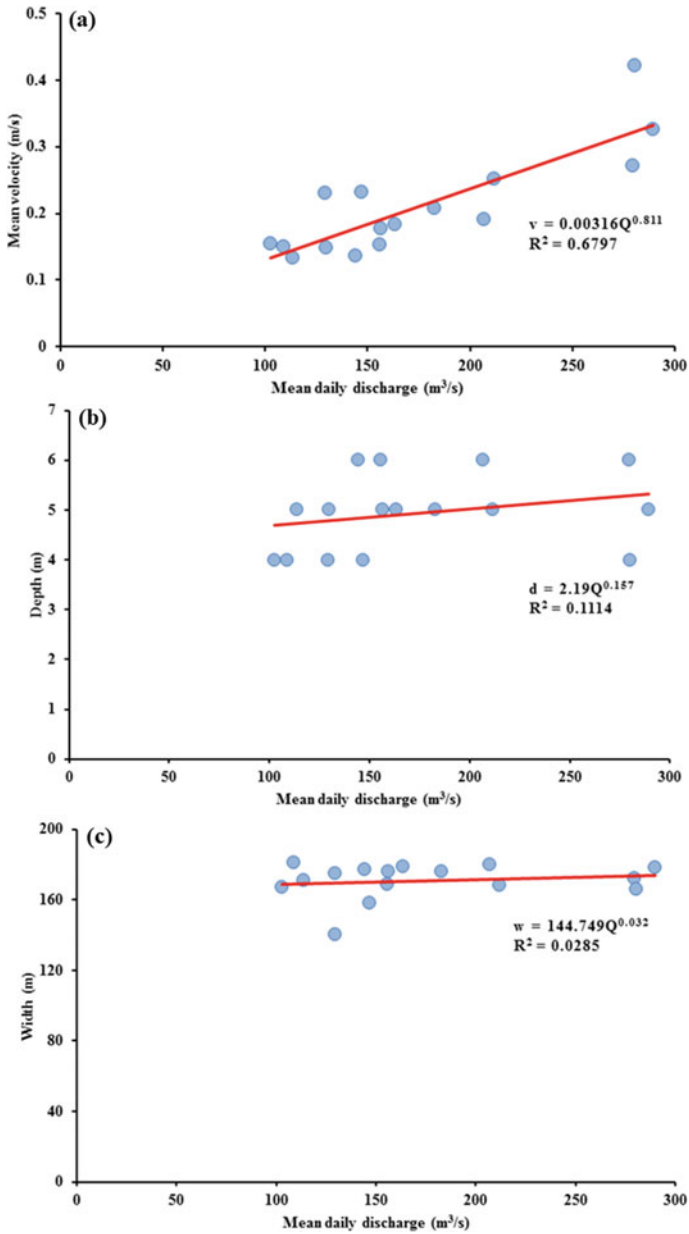 (a)
Mean velocity (m/s)
0.5
0.4
0.3
0.2
0.1
0
v = 0.00316Q^0.811
R² = 0.6797
0 50 100 150 200 250 300
Mean daily discharge (m³/s)
(b)
Depth (m)
7
6
5
4
3
2
1
0
d = 2.19Q^0.157
R² = 0.1114
0 50 100 150 200 250 300
Mean daily discharge (m³/s)
(c)
Width (m)
200
160
120
80
40
0
w = 144.749Q^0.032
R² = 0.0285
0 50 100 150 200 250 300
Mean daily discharge (m³/s)